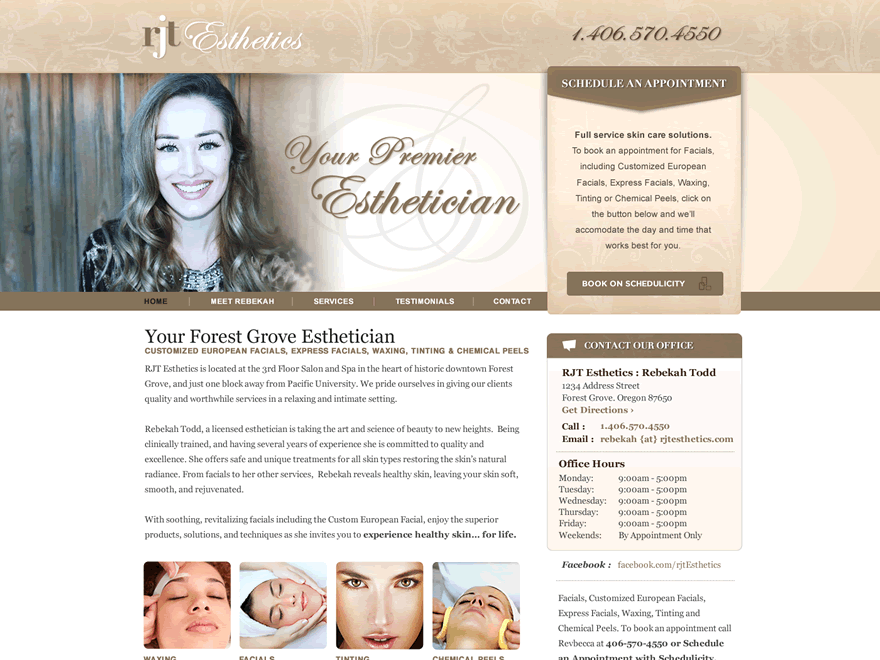 rjt Esthetics
1.406.570.4550
SCHEDULE AN APPOINTMENT
Full service skin care solutions.
To book an appointment for Facials,
including Customized European
Facials, Express Facials, Waxing,
Tinting or Chemical Peels, click on
the button below and we'll
accomodate the day and time that
works best for you.
BOOK ON SCHEDULICITY
Your Premier
Esthetician
HOME
MEET REBEKAH
SERVICES
TESTIMONIALS
CONTACT
Your Forest Grove Esthetician
CUSTOMIZED EUROPEAN FACIALS, EXPRESS FACIALS, WAXING, TINTING & CHEMICAL PEELS
RJT Esthetics is located at the 3rd Floor Salon and Spa in the heart of historic downtown Forest
Grove, and just one block away from Pacific University. We pride ourselves in giving our clients
quality and worthwhile services in a relaxing and intimate setting.
Rebekah Todd, a licensed esthetician is taking the art and science of beauty to new heights. Being
clinically trained, and having several years of experience she is committed to quality and
excellence. She offers safe and unique treatments for all skin types restoring the skin's natural
radiance. From facials to her other services, Rebekah reveals healthy skin, leaving your skin soft,
smooth, and rejuvenated.
With soothing, revitalizing facials including the Custom European Facial, enjoy the superior
products, solutions, and techniques as she invites you to experience healthy skin... for life.
WAXING
FACIALS
TINTING
CHEMICAL PEELS
CONTACT OUR OFFICE
RJT Esthetics : Rebekah Todd
1234 Address Street
Forest Grove. Oregon 87650
Get Directions ›
Call : 1.406.570.4550
Email : rebekah {at} rjtesthetics.com
Office Hours
Monday: 9:00am - 5:00pm
Tuesday: 9:00am - 5:00pm
Wednesday: 9:00am - 5:00pm
Thursday: 9:00am - 5:00pm
Friday: 9:00am - 5:00pm
Weekends: By Appointment Only
Facebook : facebook.com/rjtEsthetics
Facials, Customized European Facials,
Express Facials, Waxing, Tinting and
Chemical Peels. To book an appointment call
Revbecca at 406-570-4550 or Schedule
an Appointment with Schedulicity